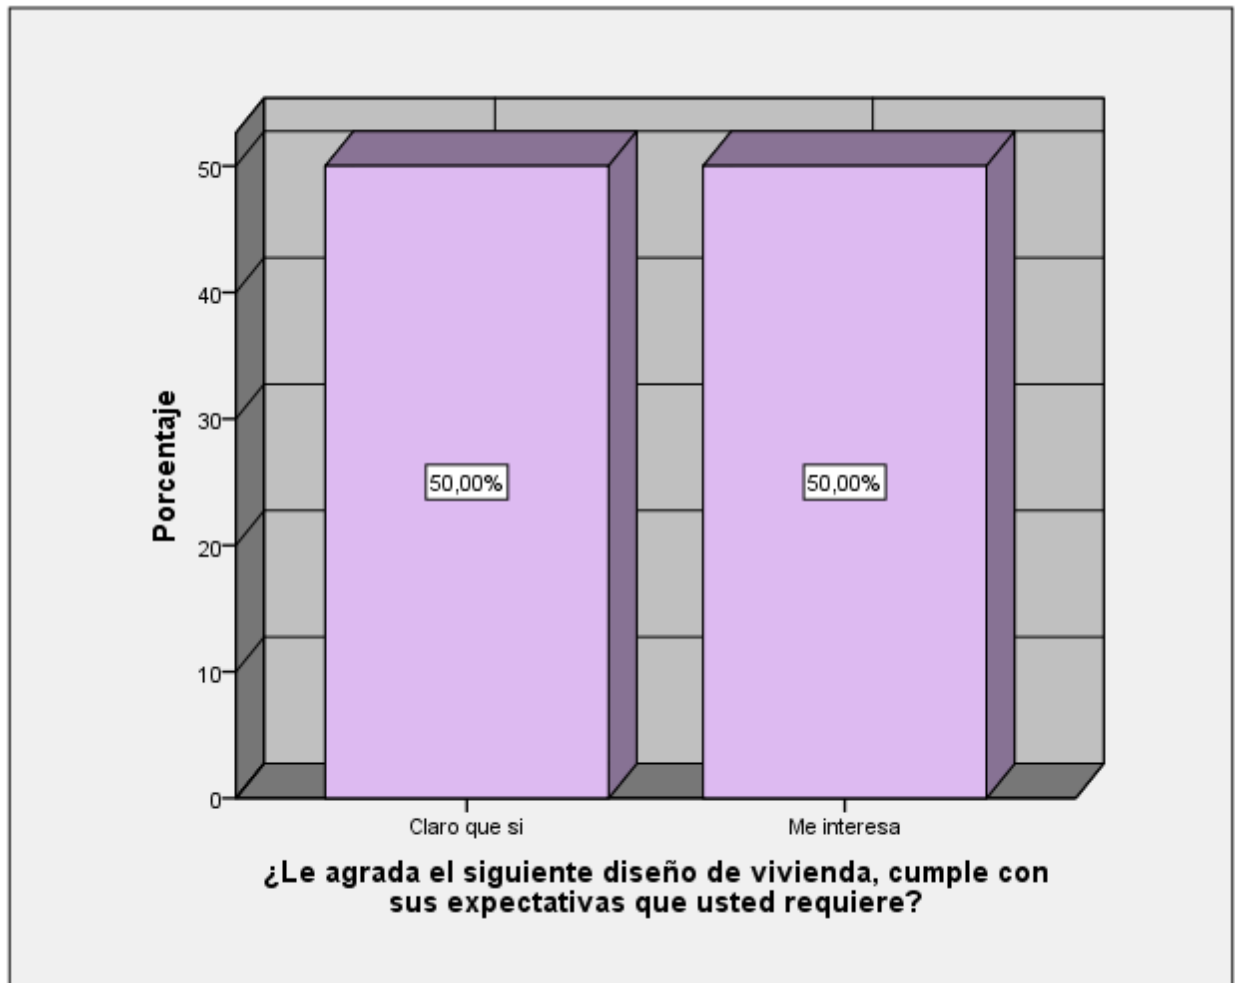 Porcentaje
50
40
30
20
10
0
50,00%
50,00%
Claro que si
Me interesa
¿Le agrada el siguiente diseño de vivienda, cumple con
sus expectativas que usted requiere?